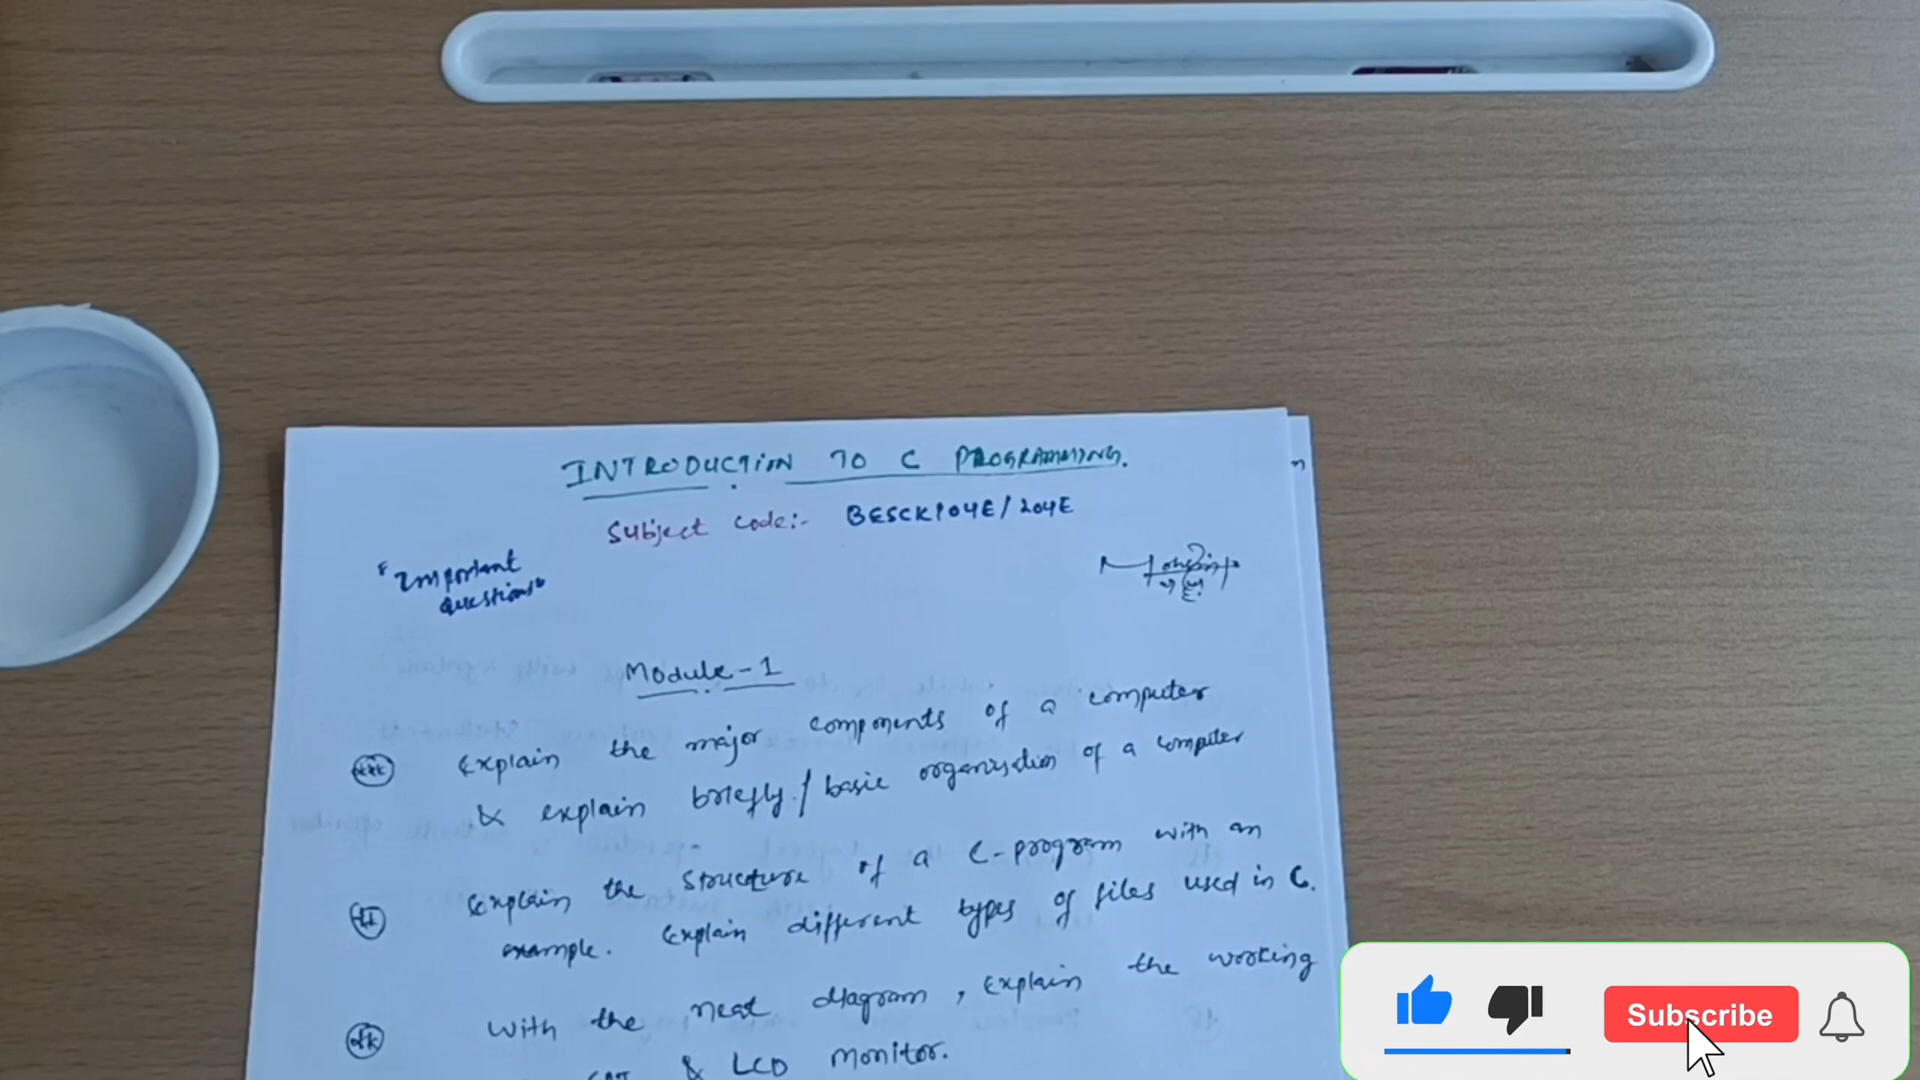 INTRODUCTION TO C PROGRAMMING.
Subject Code:- BESCK104E/204E
"Important
Questions"
Module-1
*** Explain the major components of a computer
& explain briefly./basic organisation of a computer
** Explain the structure of a C-program with an
example. Explain different types of files used in C.
** With the neat diagram, explain the working
& LCD monitor.
Subscribe